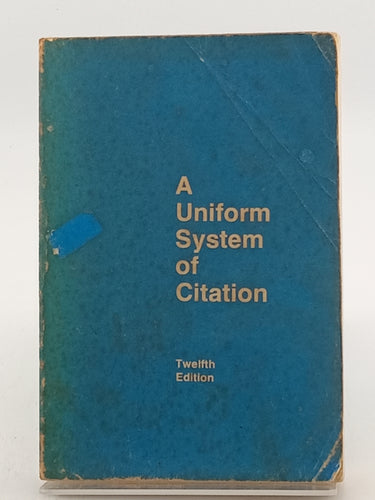 A
Uniform
System
of
Citation
Twelfth
Edition